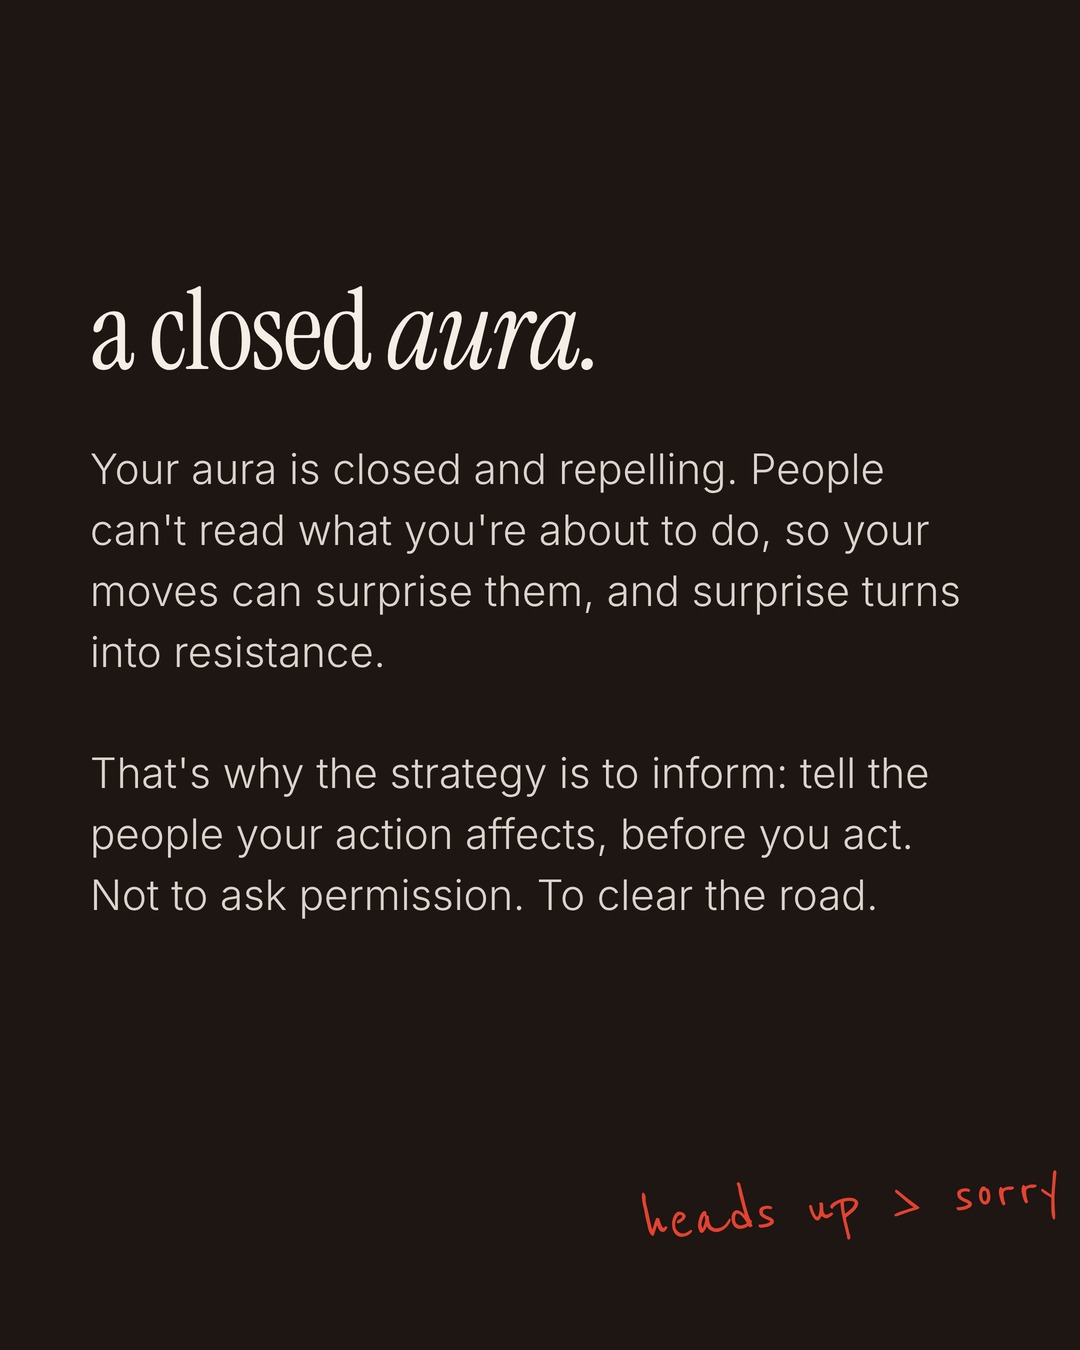 a closed aura.
Your aura is closed and repelling. People
can't read what you're about to do, so your
moves can surprise them, and surprise turns
into resistance.
That's why the strategy is to inform: tell the
people your action affects, before you act.
Not to ask permission. To clear the road.
heads up > sorry